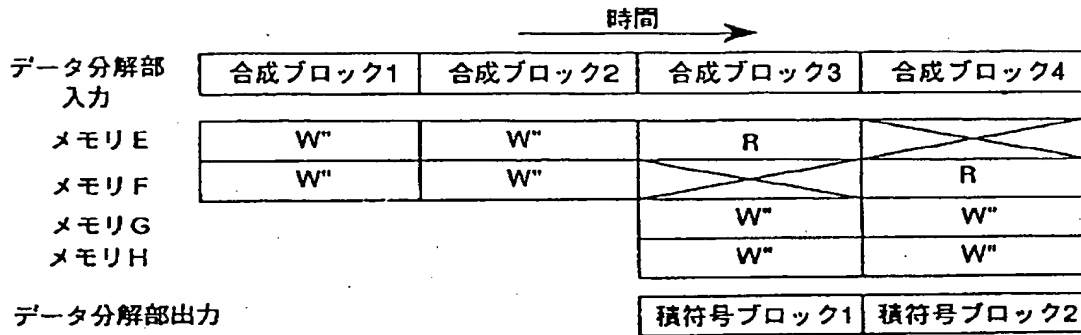 時間
データ分解部
入力
合成ブロック1 合成ブロック2 合成ブロック3 合成ブロック4
メモリE W" W" R
メモリF W" W" R
メモリG W" W"
メモリH W" W"
データ分解部出力 積符号ブロック1 積符号ブロック2